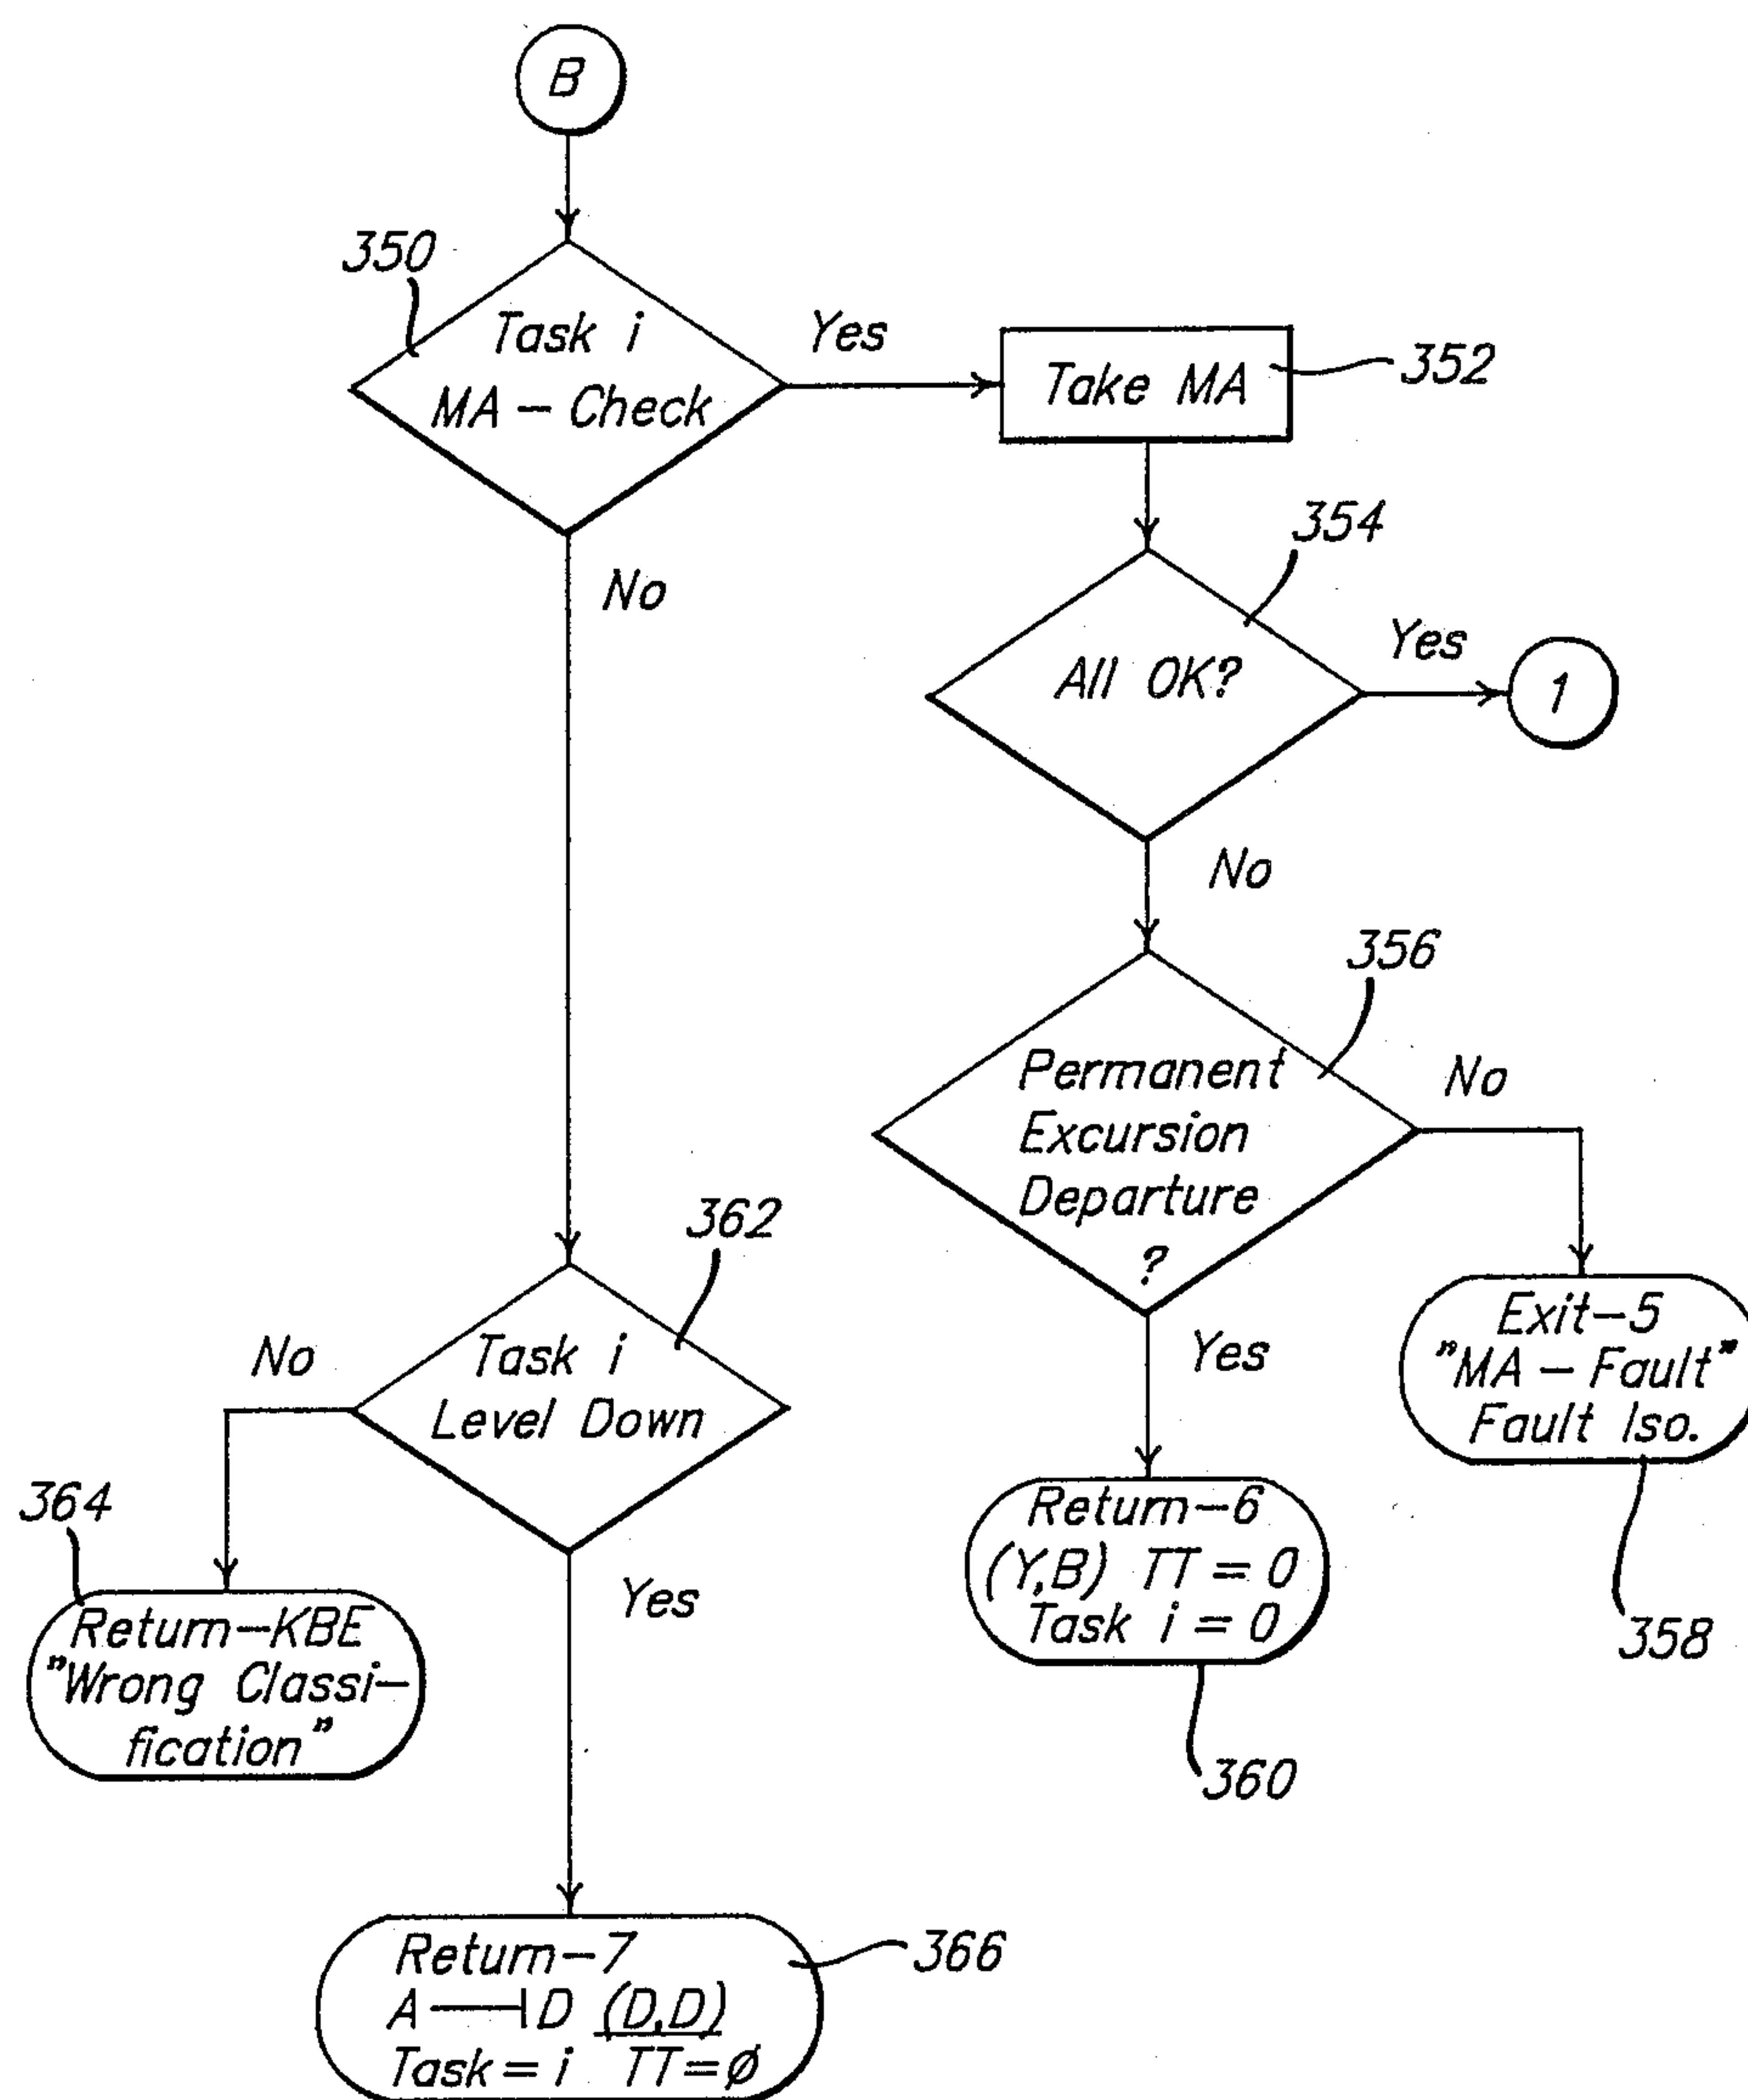 B
350
Task i
MA - Check
Yes
Take MA
352
No
354
All OK?
Yes
1
No
356
Permanent
Excursion
Departure
?
No
Yes
Exit-5
"MA - Fault"
Fault Iso.
358
Return-6
(Y,B) TT = 0
Task i = 0
360
362
Task i
Level Down
No
Yes
364
Return-KBE
"Wrong Classi-
fication"
Return-7
A —| D (D,D)
Task = i TT = ø
366